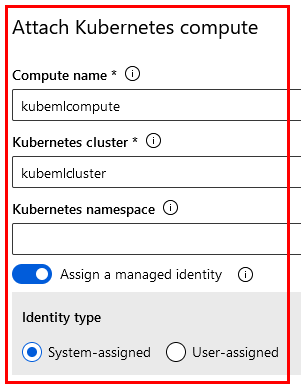 Attach Kubernetes compute
Compute name *
kubemlcompute
Kubernetes cluster *
kubemlcluster
Kubernetes namespace
Assign a managed identity
Identity type
System-assigned User-assigned